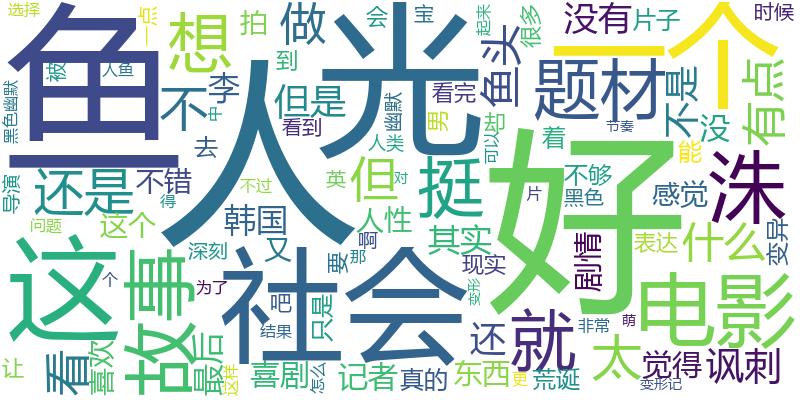 选择
一点
拍
会
宝
起来
很多
没有
片子
时候
鱼
被
人鱼
想
做
到
光
鱼头
一个
黑色幽默
不
李
中
但是
看到
幽默
看完
男
人类
可以
告
题材
节奏
着
不是
没
能
有点
导演
还是
不错
去
人
但
挺
英
对
好
不够
片
黑色
感觉
洙
得
问题
这个
韩国
不过
人性
啊
其实
剧情
表达
什么
变异
这
个
故事
深刻
又
要
那
现实
为了
社会
吧
只是
结果
变形
还
就
非常
萌
电影
让
看
喜欢
最后
这样
喜剧
怎么
记者
真的
东西
更
荒诞
太
觉得
变形记
讽刺